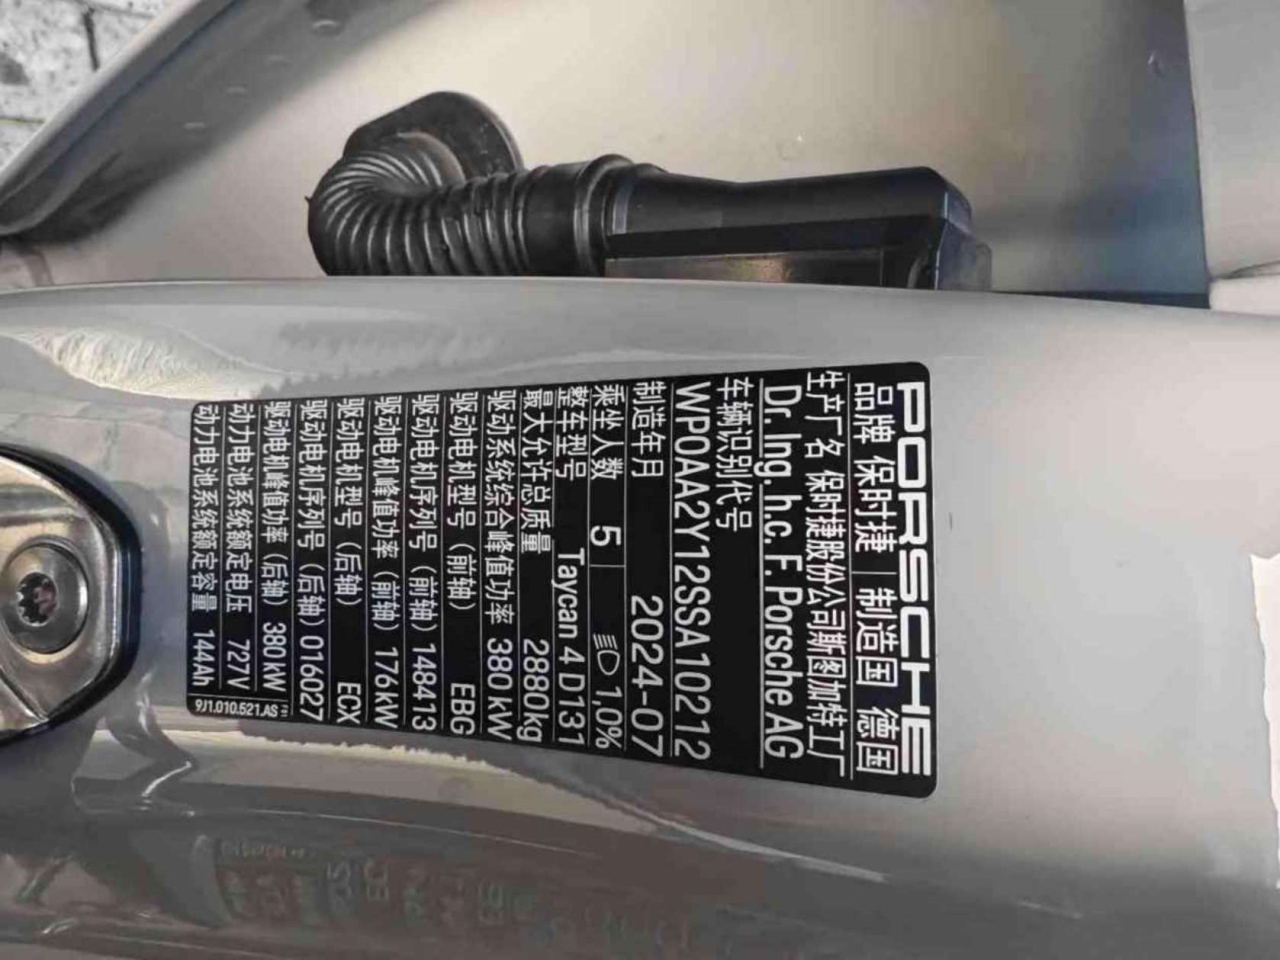 PORSCHE
品牌 保时捷 制造国 德国
生产厂名 保时捷股份公司斯图加特工厂
Dr. Ing. h.c. F. Porsche AG
车辆识别代号
WP0AA2Y12SSA10212
制造年月 2024-07
乘坐人数 5 1,0%
整车型号 Taycan 4 D131
最大允许总质量 2880kg
驱动系统综合峰值功率 380kW
驱动电机型号（前轴） EBG
驱动电机序列号（前轴）148413
驱动电机峰值功率（前轴）176kW
驱动电机型号（后轴） ECX
驱动电机序列号（后轴）016027
驱动电机峰值功率（后轴）380kW
动力电池系统额定电压 727V
动力电池系统额定容量 144Ah
9J1.010.521.AS